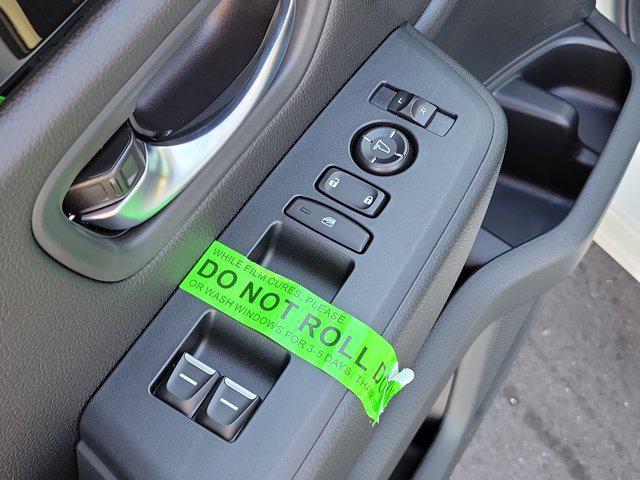 L R
WHILE FILM CURES, PLEASE
DO NOT ROLL
OR WASH WINDOWS FOR 3-5 DAYS.